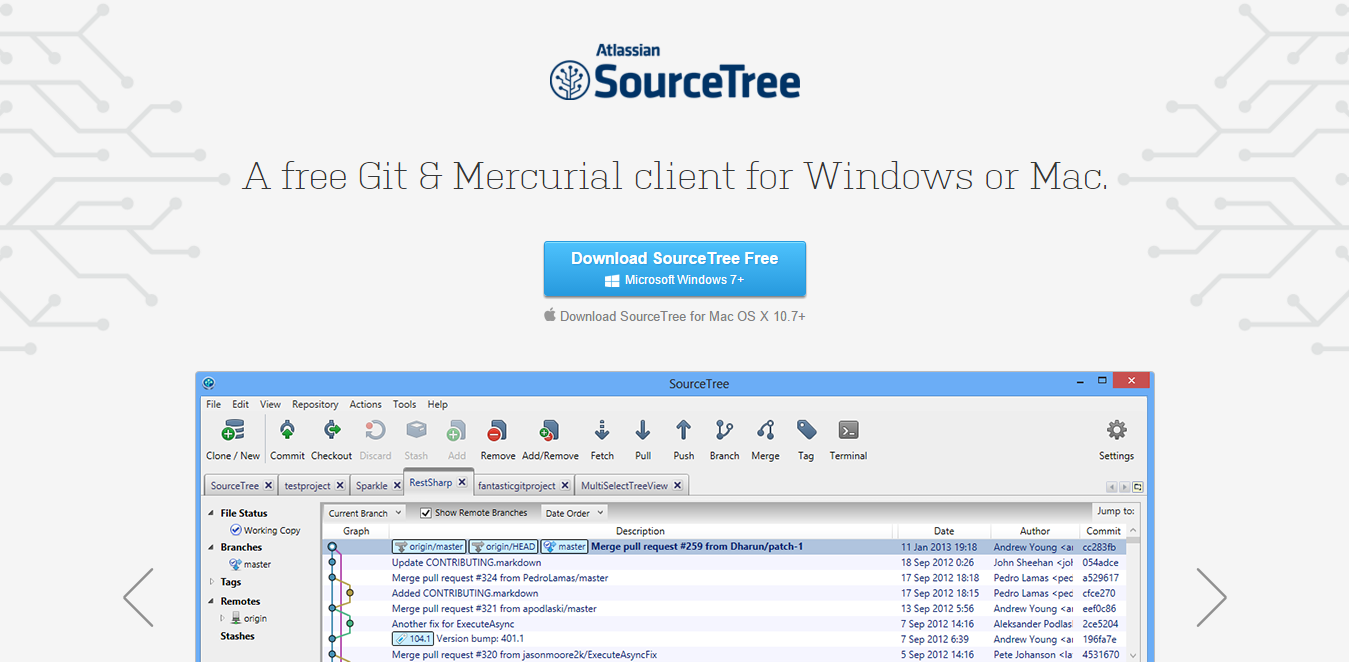 Atlassian
SourceTree
A free Git & Mercurial client for Windows or Mac.
Download SourceTree Free
Microsoft Windows 7+
Download SourceTree for Mac OS X 10.7+
SourceTree
File Edit View Repository Actions Tools Help
Clone / New Commit Checkout Discard Stash Add Remove Add/Remove Fetch Pull Push Branch Merge Tag Terminal Settings
SourceTree testproject Sparkle RestSharp fantasticgitproject MultiSelectTreeView
File Status
Working Copy
Branches
master
Tags
Remotes
origin
Stashes
Current Branch Show Remote Branches Date Order Jump to:
Graph Description Date Author Commit
origin/master origin/HEAD master Merge pull request #259 from Dharun/patch-1 11 Jan 2013 19:18 Andrew Young <ar cc283fb
Update CONTRIBUTING.markdown 18 Sep 2012 0:26 John Sheehan <joh 054adce
Merge pull request #324 from PedroLamas/master 17 Sep 2012 18:18 Pedro Lamas <ped a529617
Added CONTRIBUTING.markdown 17 Sep 2012 18:15 Pedro Lamas <ped cfce270
Merge pull request #321 from apodlaski/master 13 Sep 2012 5:56 Andrew Young <ar eef0c86
Another fix for ExecuteAsync 7 Sep 2012 14:16 Aleksander Podlas 2ce5204
104.1 Version bump: 401.1 7 Sep 2012 6:39 Andrew Young <ar 196fa7e
Merge pull request #320 from jasonmoore2k/ExecuteAsyncFix 5 Sep 2012 14:16 Pete Johanson <la 4531670